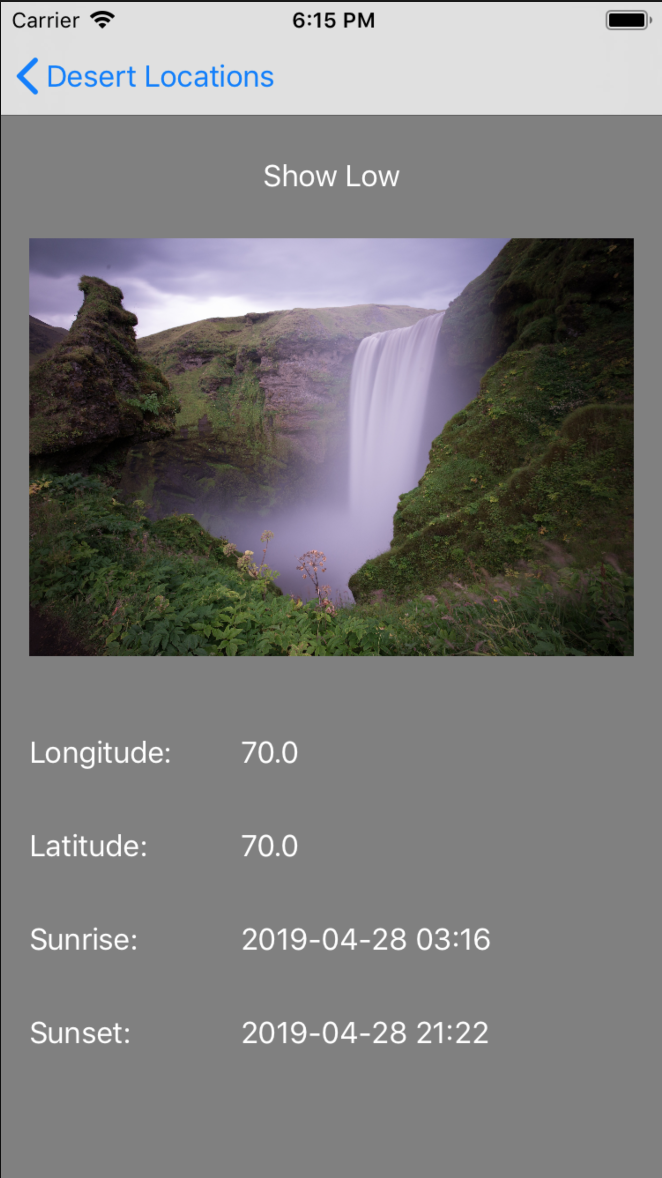 Carrier 6:15 PM
Desert Locations
Show Low
Longitude: 70.0
Latitude: 70.0
Sunrise: 2019-04-28 03:16
Sunset: 2019-04-28 21:22